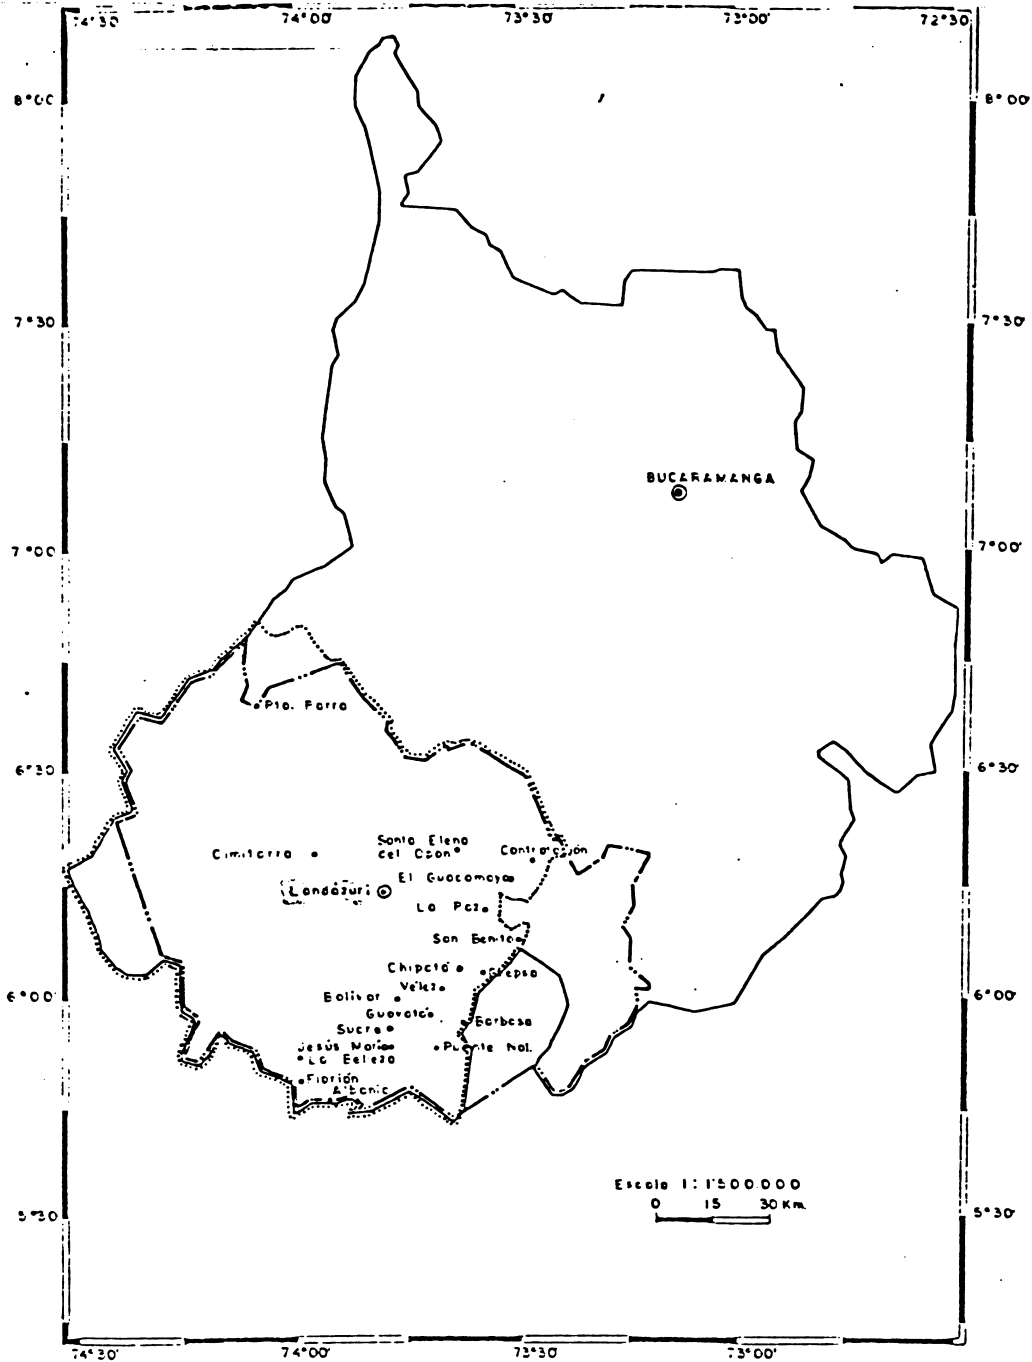 74°30'
74°00'
73°30'
73°00'
72°30'
8°00'
8°00'
7°30'
7°30'
BUCARAMANGA
7°00'
7°00'
Pto. Parra
6°30'
6°30'
Santa Elena
del Opon
Cimitarra
Contratación
El Guacamayo
Landázuri
La Paz
San Benito
Chipatá
Guepsa
Vélez
6°00'
6°00'
Bolívar
Guavatá
Barbosa
Sucre
Jesús María
Puente Nal.
La Belleza
Florián
Albania
Escala 1:1'500.000
0 15 30 Km.
5°30'
5°30'
74°30'
74°00'
73°30'
73°00'